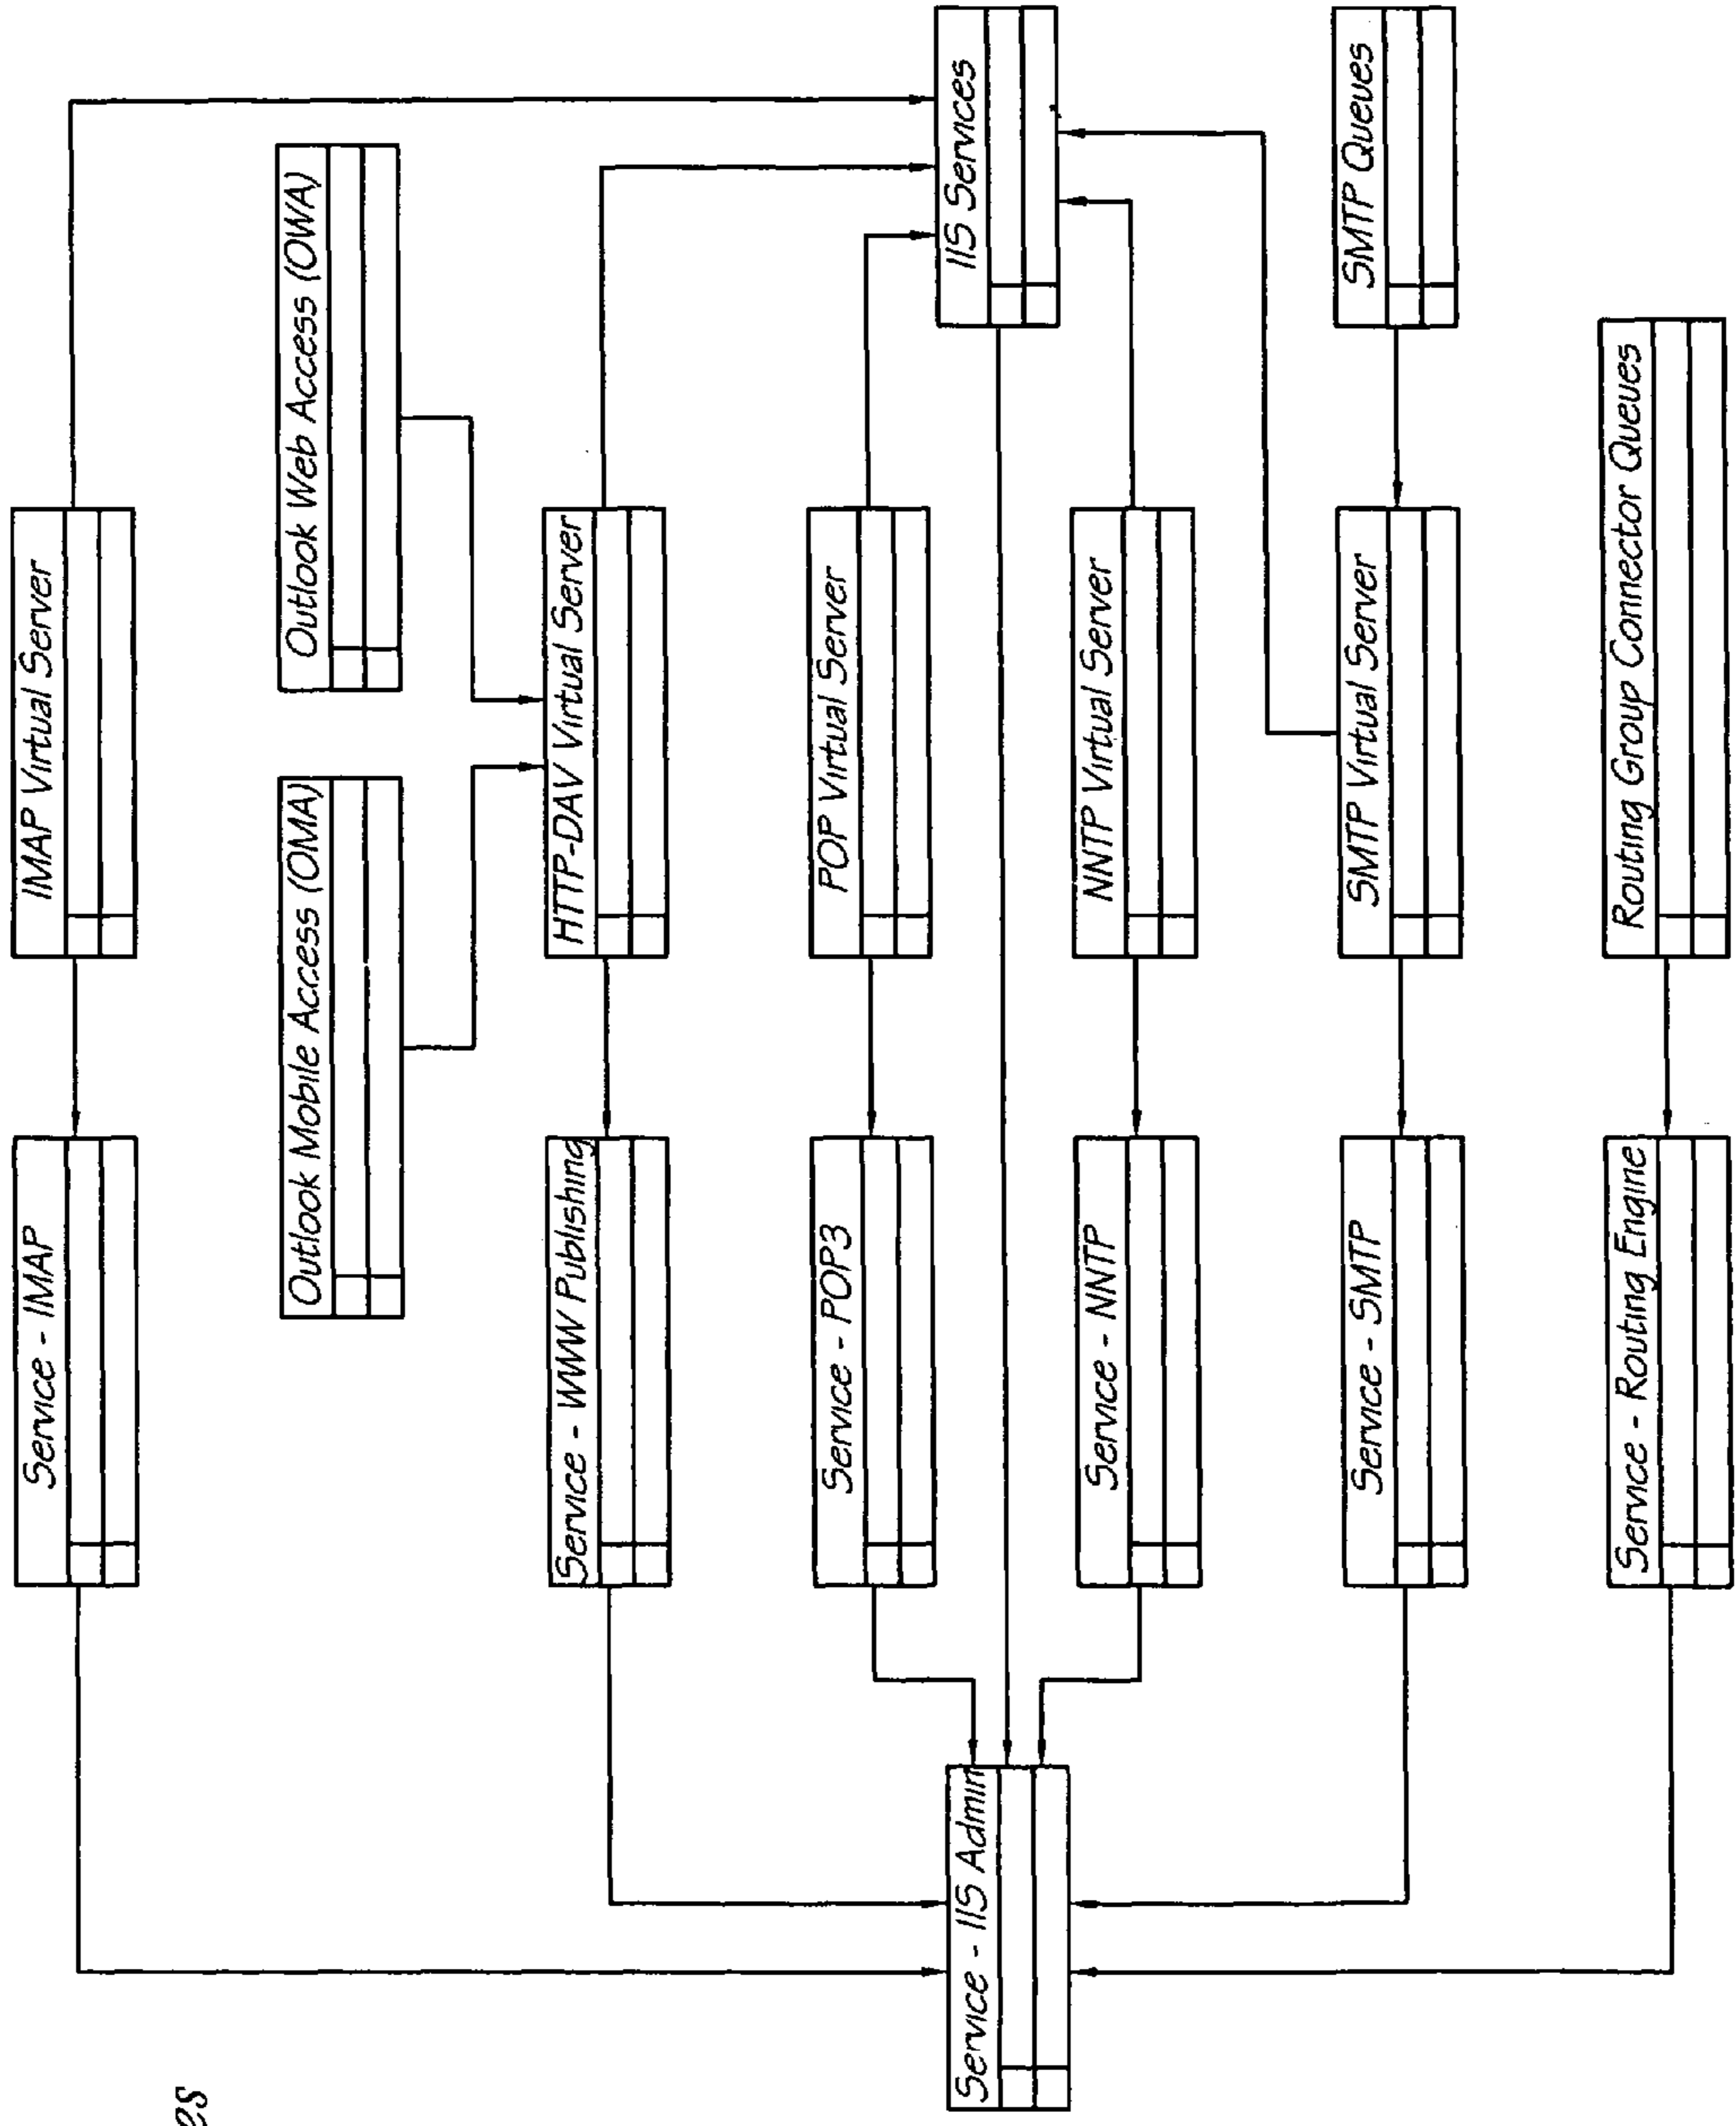 Service - IMAP
IMAP Virtual Server
es
Outlook Mobile Access (OMA)
Outlook Web Access (OWA)
Service - WWW Publishing
HTTP-DAV Virtual Server
Service - POP3
POP Virtual Server
Service - IIS Admin
IIS Services
Service - NNTP
NNTP Virtual Server
Service - SMTP
SMTP Virtual Server
SMTP Queues
Service - Routing Engine
Routing Group Connector Queues